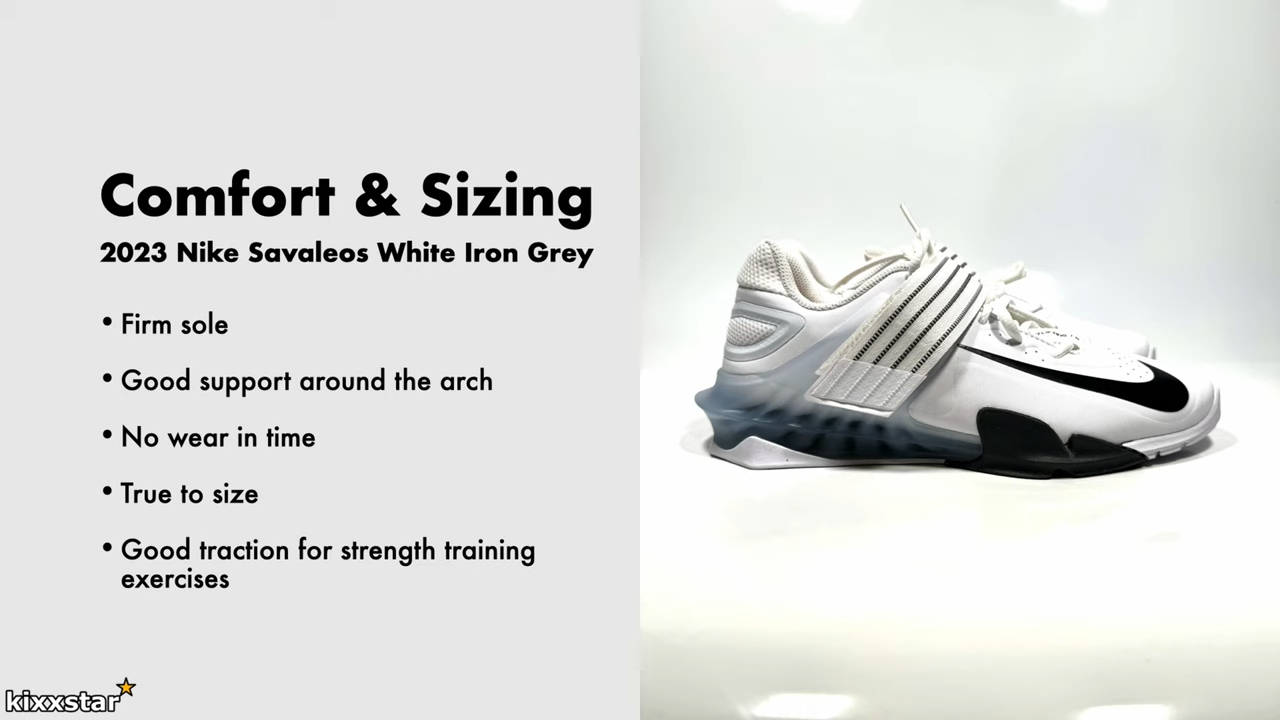 Comfort & Sizing
2023 Nike Savaleos White Iron Grey
• Firm sole
• Good support around the arch
• No wear in time
• True to size
• Good traction for strength training
exercises
kixxstar